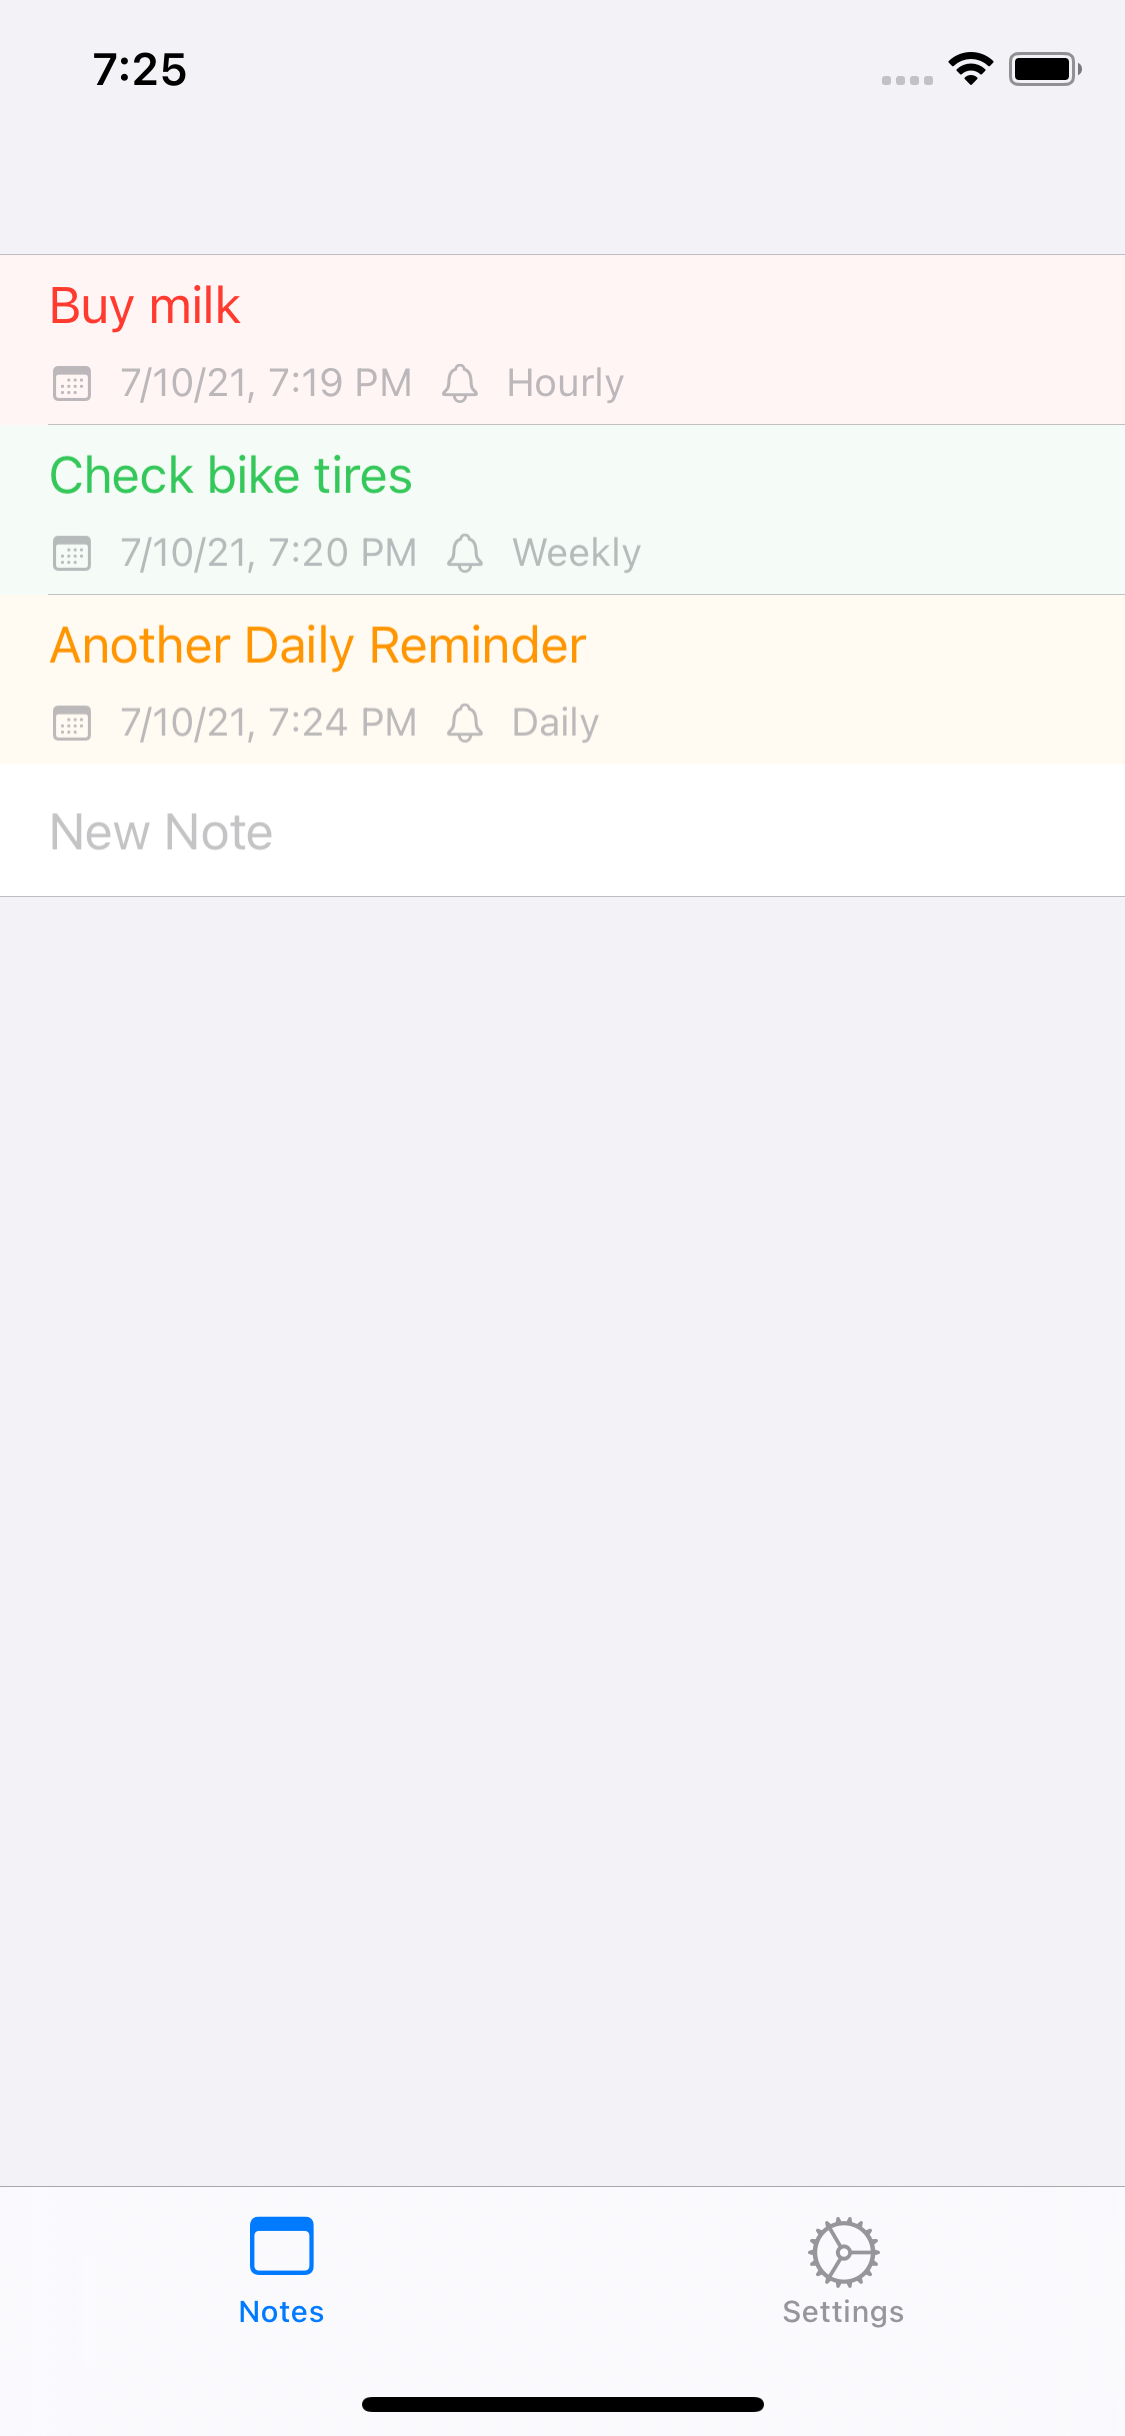 7:25
Buy milk
7/10/21, 7:19 PM Hourly
Check bike tires
7/10/21, 7:20 PM Weekly
Another Daily Reminder
7/10/21, 7:24 PM Daily
New Note
Notes Settings